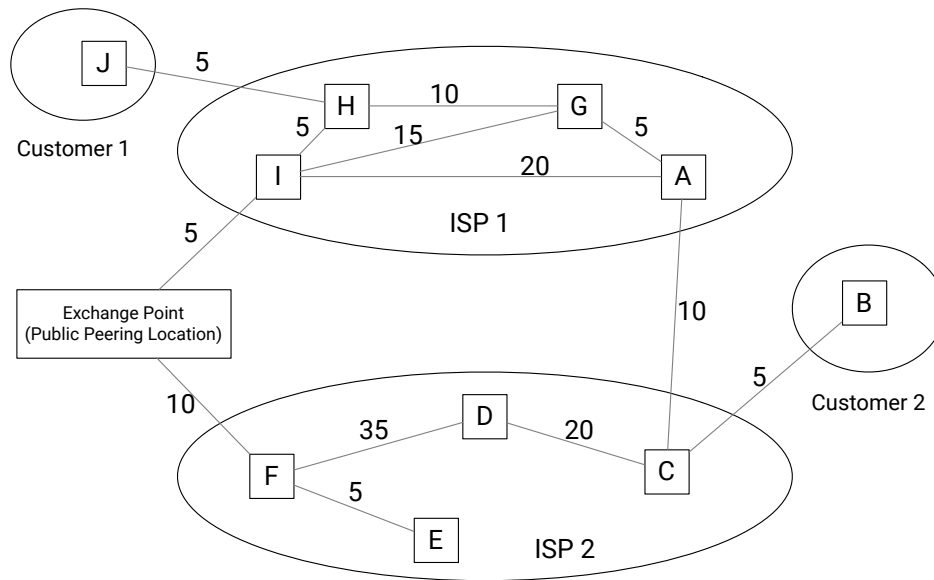 J
5
H
10
G
5
15
5
Customer 1
I
20
A
ISP 1
5
Exchange Point
(Public Peering Location)
10
B
5
Customer 2
10
D
35
20
F
C
5
E
ISP 2